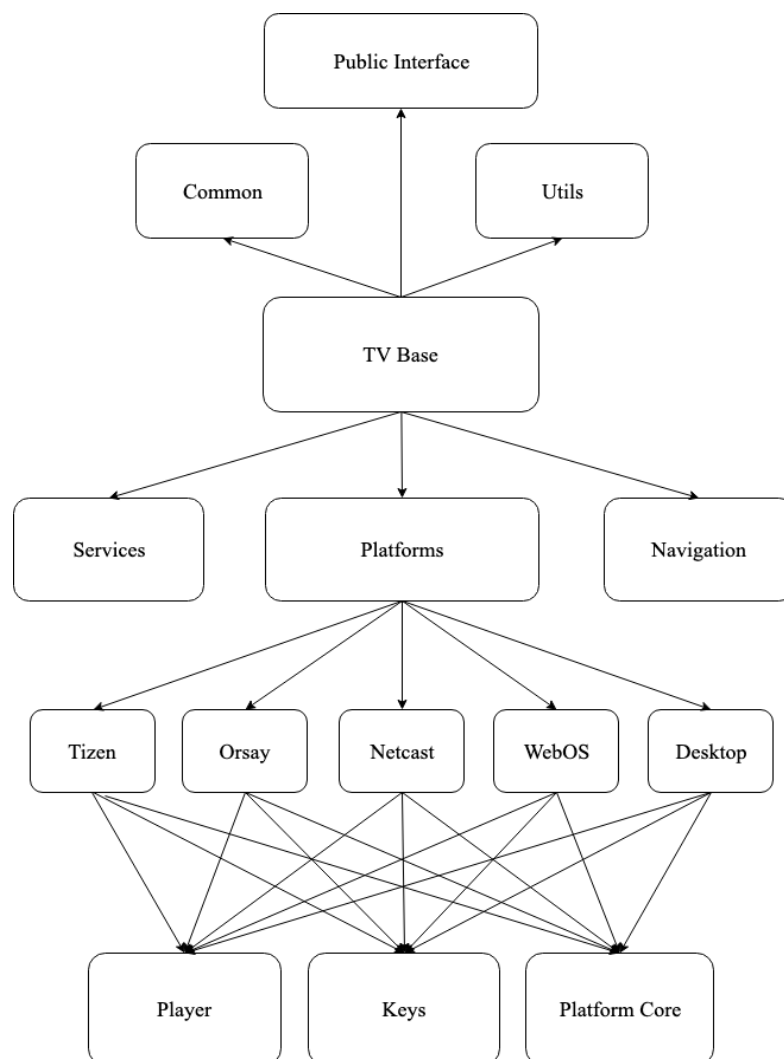 Public Interface
Common
Utils
TV Base
Services
Platforms
Navigation
Tizen
Orsay
Netcast
WebOS
Desktop
Player
Keys
Platform Core